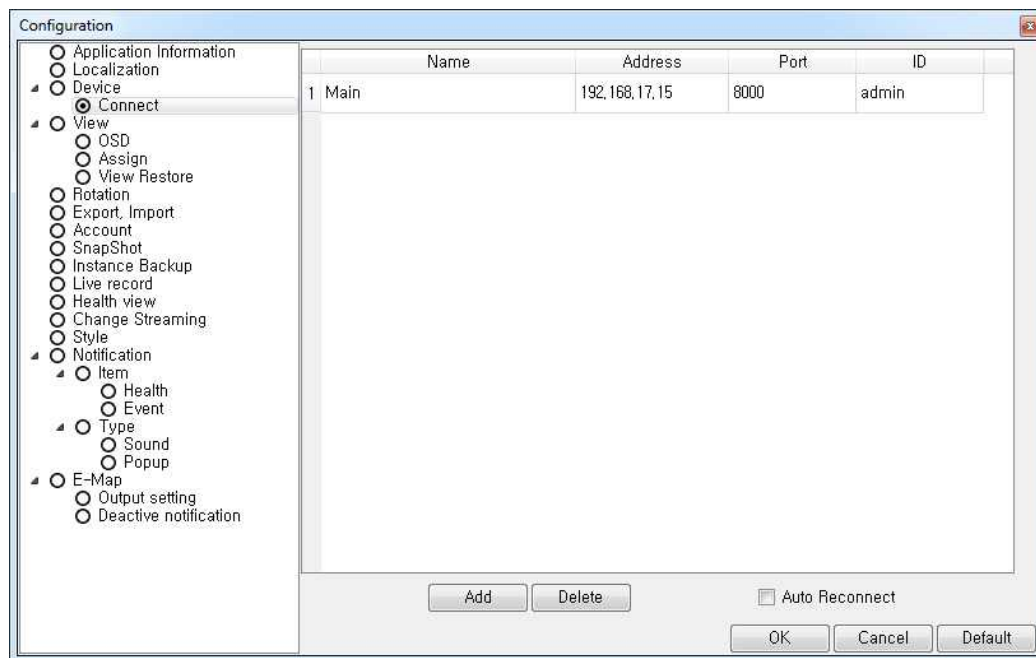 Configuration
Application Information
Localization
Device
Connect
View
OSD
Assign
View Restore
Rotation
Export, Import
Account
SnapShot
Instance Backup
Live record
Health view
Change Streaming
Style
Notification
Item
Health
Event
Type
Sound
Popup
E-Map
Output setting
Deactive notification
Name Address Port ID
1 Main 192,168,17,15 8000 admin
Add Delete Auto Reconnect
OK Cancel Default